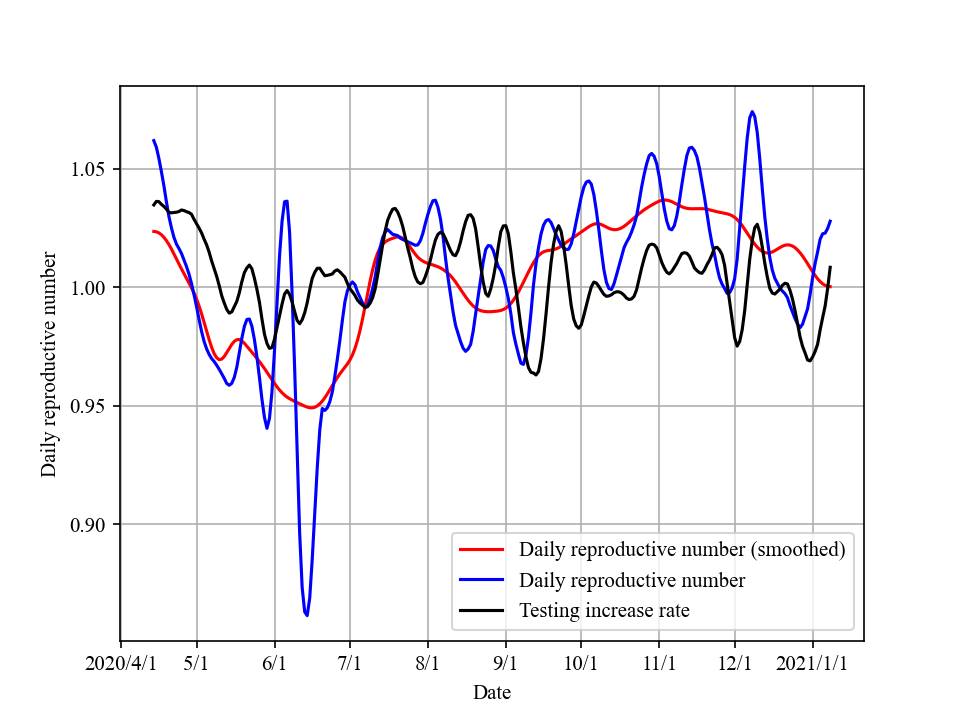 Daily reproductive number
1.05
1.00
0.95
0.90
Daily reproductive number (smoothed)
Daily reproductive number
Testing increase rate
2020/4/1 5/1 6/1 7/1 8/1 9/1 10/1 11/1 12/1 2021/1/1
Date